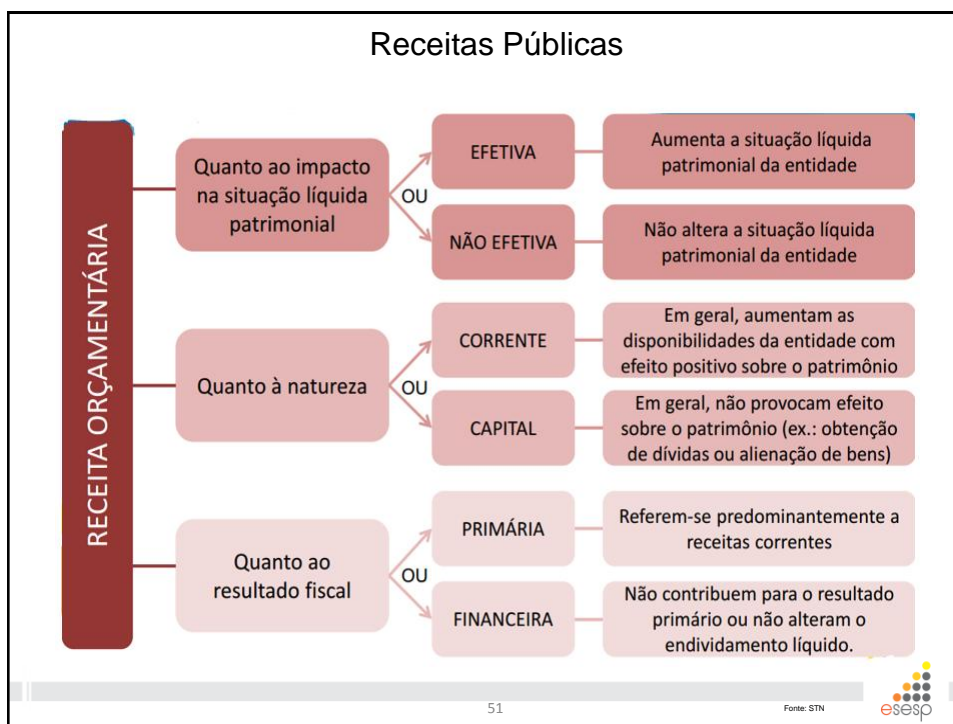 Receitas Públicas
RECEITA ORÇAMENTÁRIA
Quanto ao impacto
na situação líquida
patrimonial
OU
EFETIVA
Aumenta a situação líquida
patrimonial da entidade
NÃO EFETIVA
Não altera a situação líquida
patrimonial da entidade
Quanto à natureza
OU
CORRENTE
Em geral, aumentam as
disponibilidades da entidade com
efeito positivo sobre o patrimônio
CAPITAL
Em geral, não provocam efeito
sobre o patrimônio (ex.: obtenção
de dívidas ou alienação de bens)
Quanto ao
resultado fiscal
OU
PRIMÁRIA
Referem-se predominantemente a
receitas correntes
FINANCEIRA
Não contribuem para o resultado
primário ou não alteram o
endividamento líquido.
51
Fonte: STN
esesp